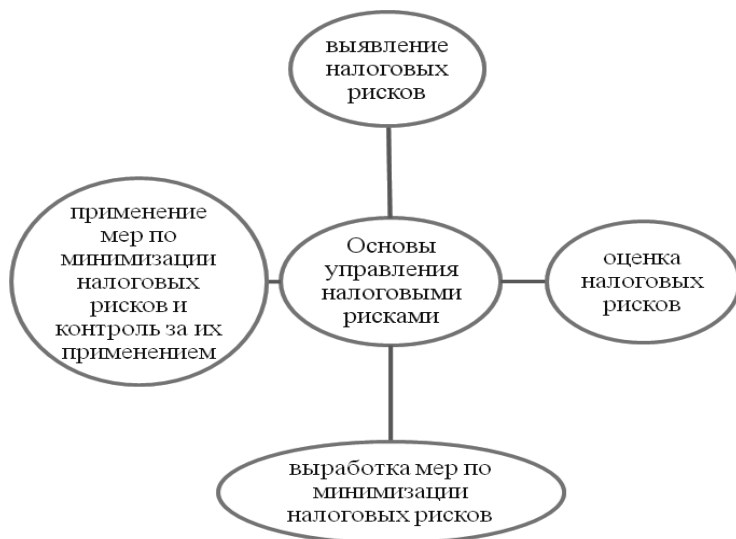 выявление
налоговых
рисков
применение
мер по
минимизации
налоговых
рисков и
контроль за их
применением
Основы
управления
налоговыми
рисками
оценка
налоговых
рисков
выработка мер по
минимизации
налоговых рисков